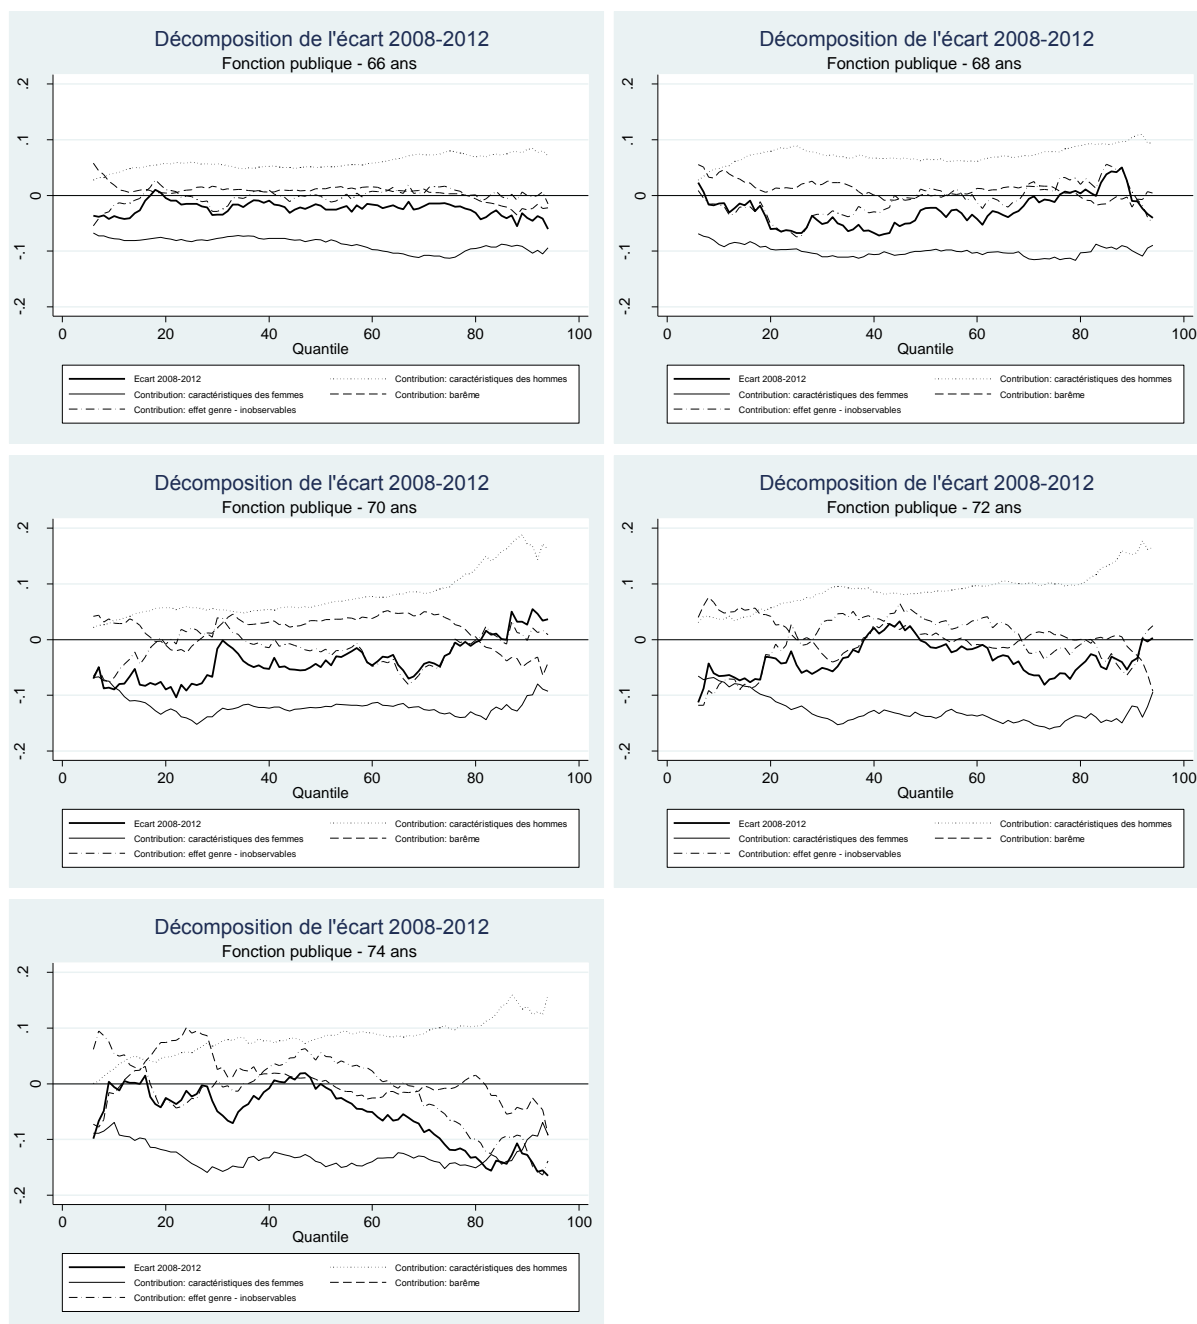 Décomposition de l'écart 2008-2012
Fonction publique - 66 ans
.2
.1
0
-.1
-.2
0 20 40 60 80 100
Quantile
Ecart 2008-2012 Contribution: caractéristiques des hommes
Contribution: caractéristiques des femmes Contribution: barême
Contribution: effet genre - inobservables
Décomposition de l'écart 2008-2012
Fonction publique - 68 ans
.2
.1
0
-.1
-.2
0 20 40 60 80 100
Quantile
Ecart 2008-2012 Contribution: caractéristiques des hommes
Contribution: caractéristiques des femmes Contribution: barême
Contribution: effet genre - inobservables
Décomposition de l'écart 2008-2012
Fonction publique - 70 ans
.2
.1
0
-.1
-.2
0 20 40 60 80 100
Quantile
Ecart 2008-2012 Contribution: caractéristiques des hommes
Contribution: caractéristiques des femmes Contribution: barême
Contribution: effet genre - inobservables
Décomposition de l'écart 2008-2012
Fonction publique - 72 ans
.2
.1
0
-.1
-.2
0 20 40 60 80 100
Quantile
Ecart 2008-2012 Contribution: caractéristiques des hommes
Contribution: caractéristiques des femmes Contribution: barême
Contribution: effet genre - inobservables
Décomposition de l'écart 2008-2012
Fonction publique - 74 ans
.2
.1
0
-.1
-.2
0 20 40 60 80 100
Quantile
Ecart 2008-2012 Contribution: caractéristiques des hommes
Contribution: caractéristiques des femmes Contribution: barême
Contribution: effet genre - inobservables